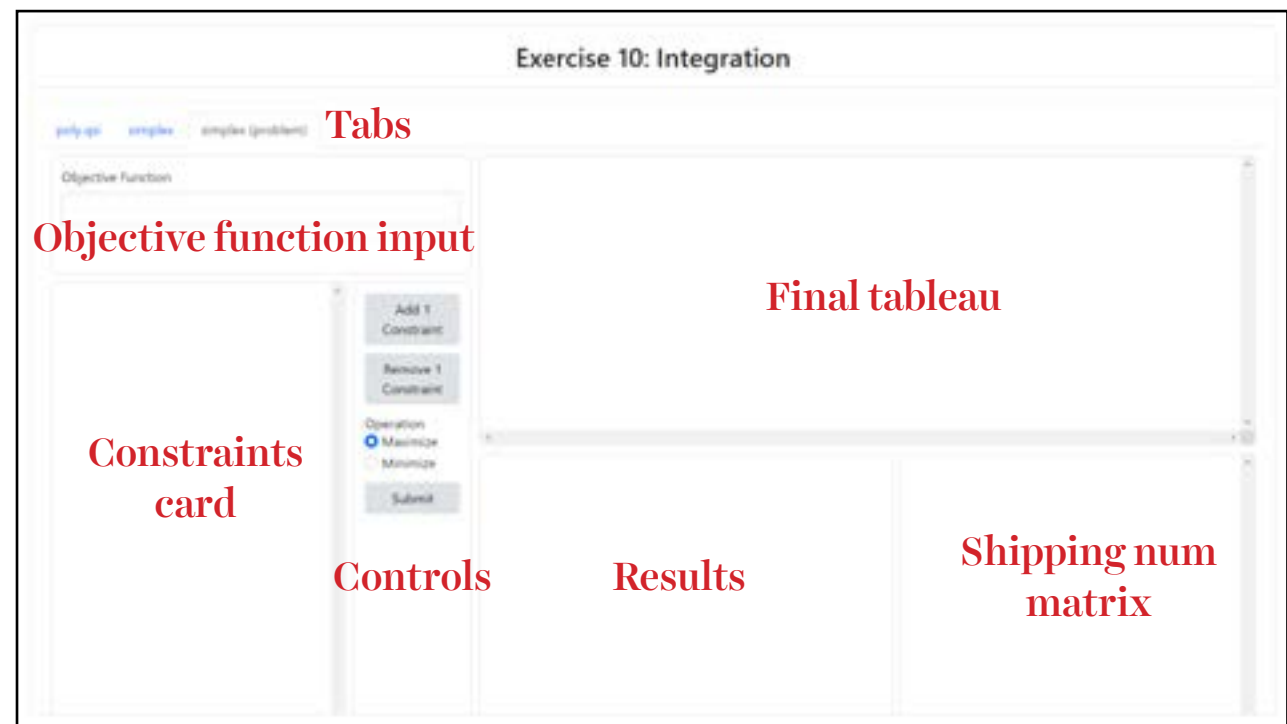 Exercise 10: Integration
poly.qsi simplex simplex (problem) Tabs
Objective Function
Objective function input
Add 1
Constraint
Remove 1
Constraint
Operation
Maximize
Minimize
Submit
Constraints
card
Controls
Final tableau
Results
Shipping num
matrix